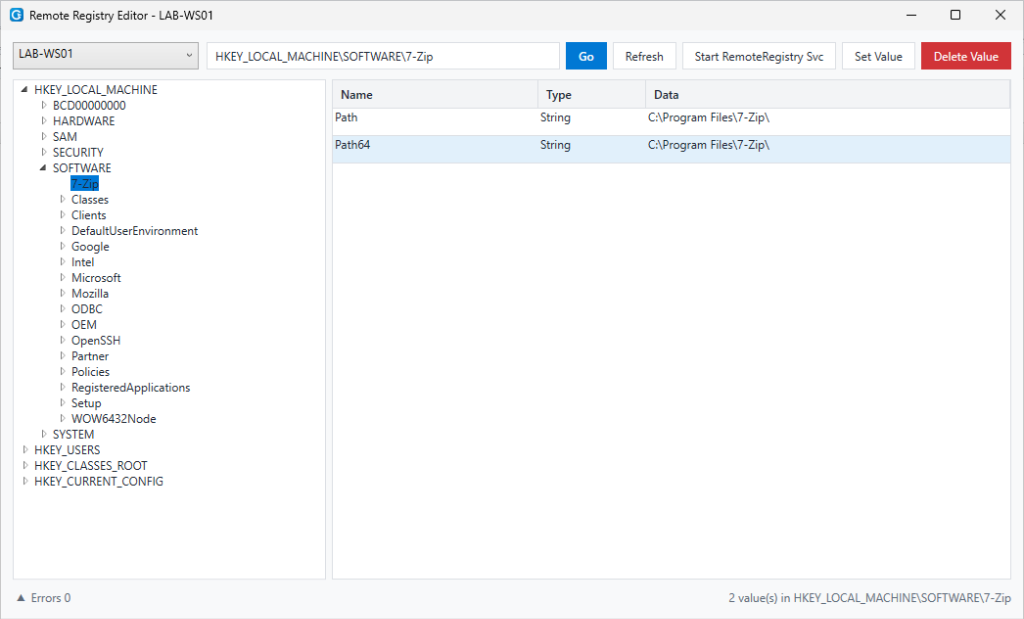 Remote Registry Editor - LAB-WS01
LAB-WS01 HKEY_LOCAL_MACHINE\SOFTWARE\7-Zip Go Refresh Start RemoteRegistry Svc Set Value Delete Value
HKEY_LOCAL_MACHINE
BCD00000000
HARDWARE
SAM
SECURITY
SOFTWARE
7-Zip
Classes
Clients
DefaultUserEnvironment
Google
Intel
Microsoft
Mozilla
ODBC
OEM
OpenSSH
Partner
Policies
RegisteredApplications
Setup
WOW6432Node
SYSTEM
HKEY_USERS
HKEY_CLASSES_ROOT
HKEY_CURRENT_CONFIG
Name Type Data
Path String C:\Program Files\7-Zip\
Path64 String C:\Program Files\7-Zip\
Errors 0
2 value(s) in HKEY_LOCAL_MACHINE\SOFTWARE\7-Zip